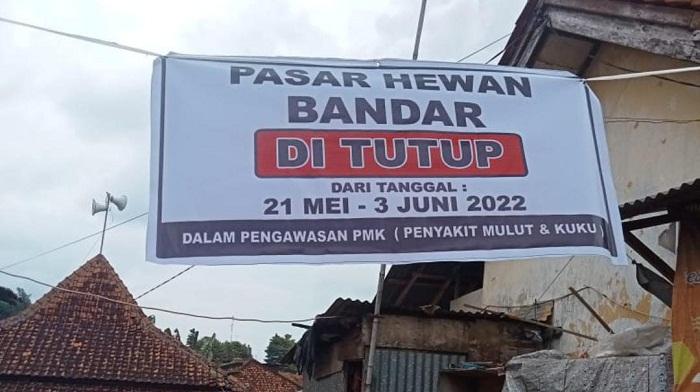 PASAR HEWAN
BANDAR
DI TUTUP
DARI TANGGAL :
21 MEI - 3 JUNI 2022
DALAM PENGAWASAN PMK ( PENYAKIT MULUT & KUKU )